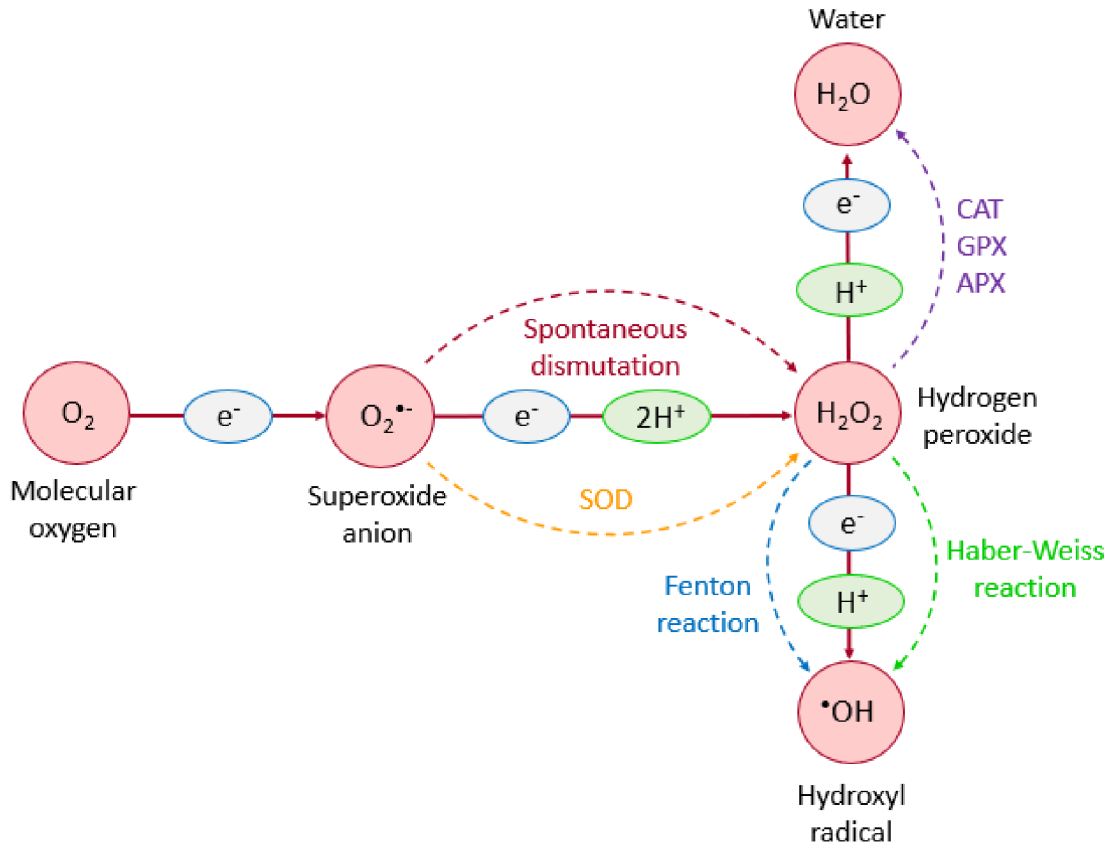 Water
H₂O
e⁻
CAT
GPX
APX
H⁺
Spontaneous
dismutation
O₂
e⁻
O₂•⁻
e⁻
2H⁺
H₂O₂
Hydrogen
peroxide
Molecular
oxygen
Superoxide
anion
SOD
e⁻
Fenton
reaction
H⁺
Haber-Weiss
reaction
•OH
Hydroxyl
radical